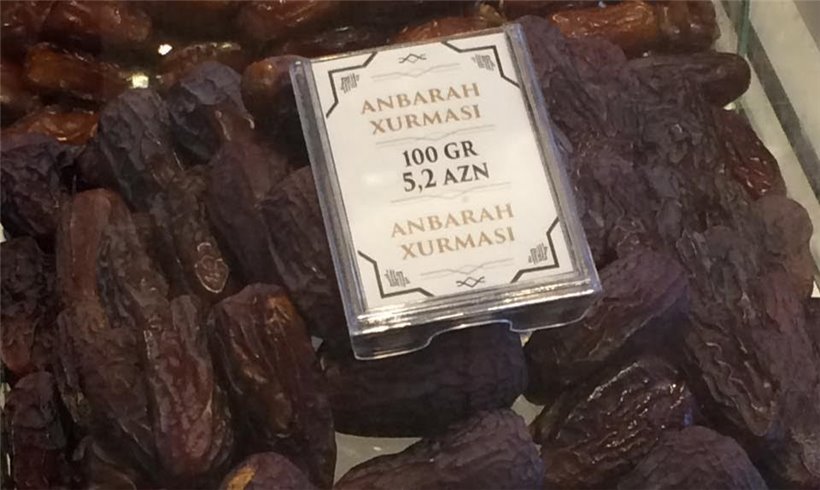 ANBARAH
XURMASI
100 GR
5,2 AZN
ANBARAH
XURMASI